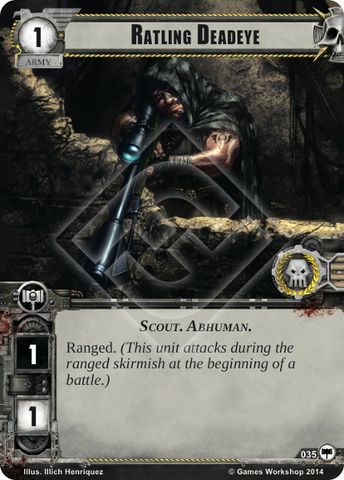 1
ARMY
RATLING DEADEYE
SCOUT. ABHUMAN.
1
Ranged. (This unit attacks during the
ranged skirmish at the beginning of a
battle.)
1
035
Illus. Illich Henriquez
© Games Workshop 2014